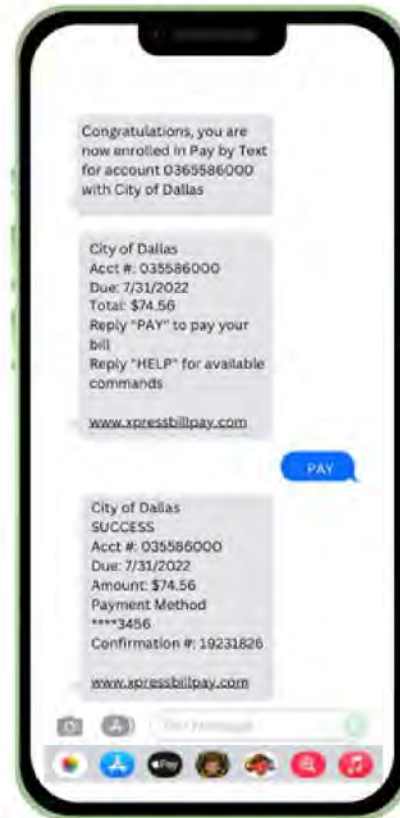 Congratulations, you are
now enrolled in Pay by Text
for account 0365586000
with City of Dallas
City of Dallas
Acct #: 035586000
Due: 7/31/2022
Total: $74.56
Reply "PAY" to pay your
bill
Reply "HELP" for available
commands
www.xpressbillpay.com
PAY
City of Dallas
SUCCESS
Acct #: 035586000
Due: 7/31/2022
Amount: $74.56
Payment Method
****3456
Confirmation #: 19231826
www.xpressbillpay.com
Pay